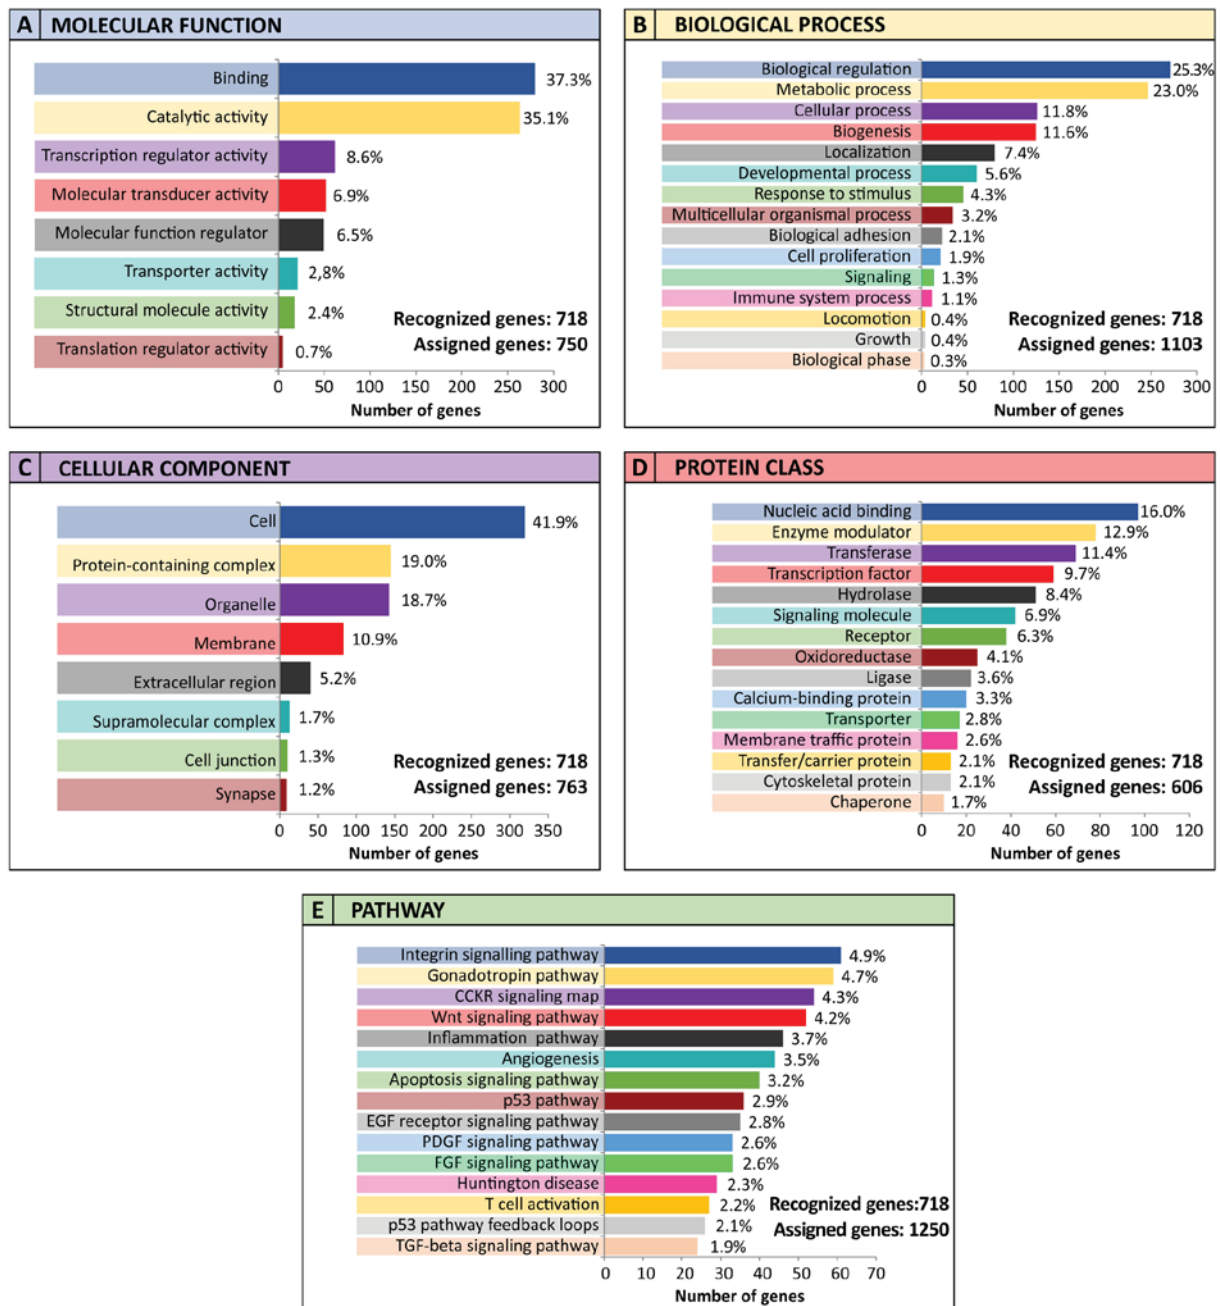 A MOLECULAR FUNCTION
Binding 37.3%
Catalytic activity 35.1%
Transcription regulator activity 8.6%
Molecular transducer activity 6.9%
Molecular function regulator 6.5%
Transporter activity 2,8%
Structural molecule activity 2.4%
Translation regulator activity 0.7%
Recognized genes: 718
Assigned genes: 750
0 50 100 150 200 250 300
Number of genes
B BIOLOGICAL PROCESS
Biological regulation 25.3%
Metabolic process 23.0%
Cellular process 11.8%
Biogenesis 11.6%
Localization 7.4%
Developmental process 5.6%
Response to stimulus 4.3%
Multicellular organismal process 3.2%
Biological adhesion 2.1%
Cell proliferation 1.9%
Signaling 1.3%
Immune system process 1.1%
Locomotion 0.4%
Growth 0.4%
Biological phase 0.3%
Recognized genes: 718
Assigned genes: 1103
0 50 100 150 200 250 300
Number of genes
C CELLULAR COMPONENT
Cell 41.9%
Protein-containing complex 19.0%
Organelle 18.7%
Membrane 10.9%
Extracellular region 5.2%
Supramolecular complex 1.7%
Cell junction 1.3%
Synapse 1.2%
Recognized genes: 718
Assigned genes: 763
0 50 100 150 200 250 300 350
Number of genes
D PROTEIN CLASS
Nucleic acid binding 16.0%
Enzyme modulator 12.9%
Transferase 11.4%
Transcription factor 9.7%
Hydrolase 8.4%
Signaling molecule 6.9%
Receptor 6.3%
Oxidoreductase 4.1%
Ligase 3.6%
Calcium-binding protein 3.3%
Transporter 2.8%
Membrane traffic protein 2.6%
Transfer/carrier protein 2.1%
Cytoskeletal protein 2.1%
Chaperone 1.7%
Recognized genes: 718
Assigned genes: 606
0 20 40 60 80 100 120
Number of genes
E PATHWAY
Integrin signalling pathway 4.9%
Gonadotropin pathway 4.7%
CCKR signaling map 4.3%
Wnt signaling pathway 4.2%
Inflammation pathway 3.7%
Angiogenesis 3.5%
Apoptosis signaling pathway 3.2%
p53 pathway 2.9%
EGF receptor signaling pathway 2.8%
PDGF signaling pathway 2.6%
FGF signaling pathway 2.6%
Huntington disease 2.3%
T cell activation 2.2%
p53 pathway feedback loops 2.1%
TGF-beta signaling pathway 1.9%
Recognized genes:718
Assigned genes: 1250
0 10 20 30 40 50 60 70
Number of genes